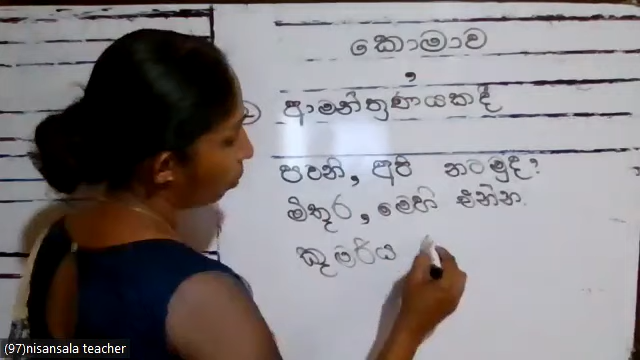 කොමාව
,
ආමන්ත්‍රණයකදී
පවනි, අපි නටමුද?
මිතුර, මෙහි එන්න.
කුමරිය
(97)nisansala teacher